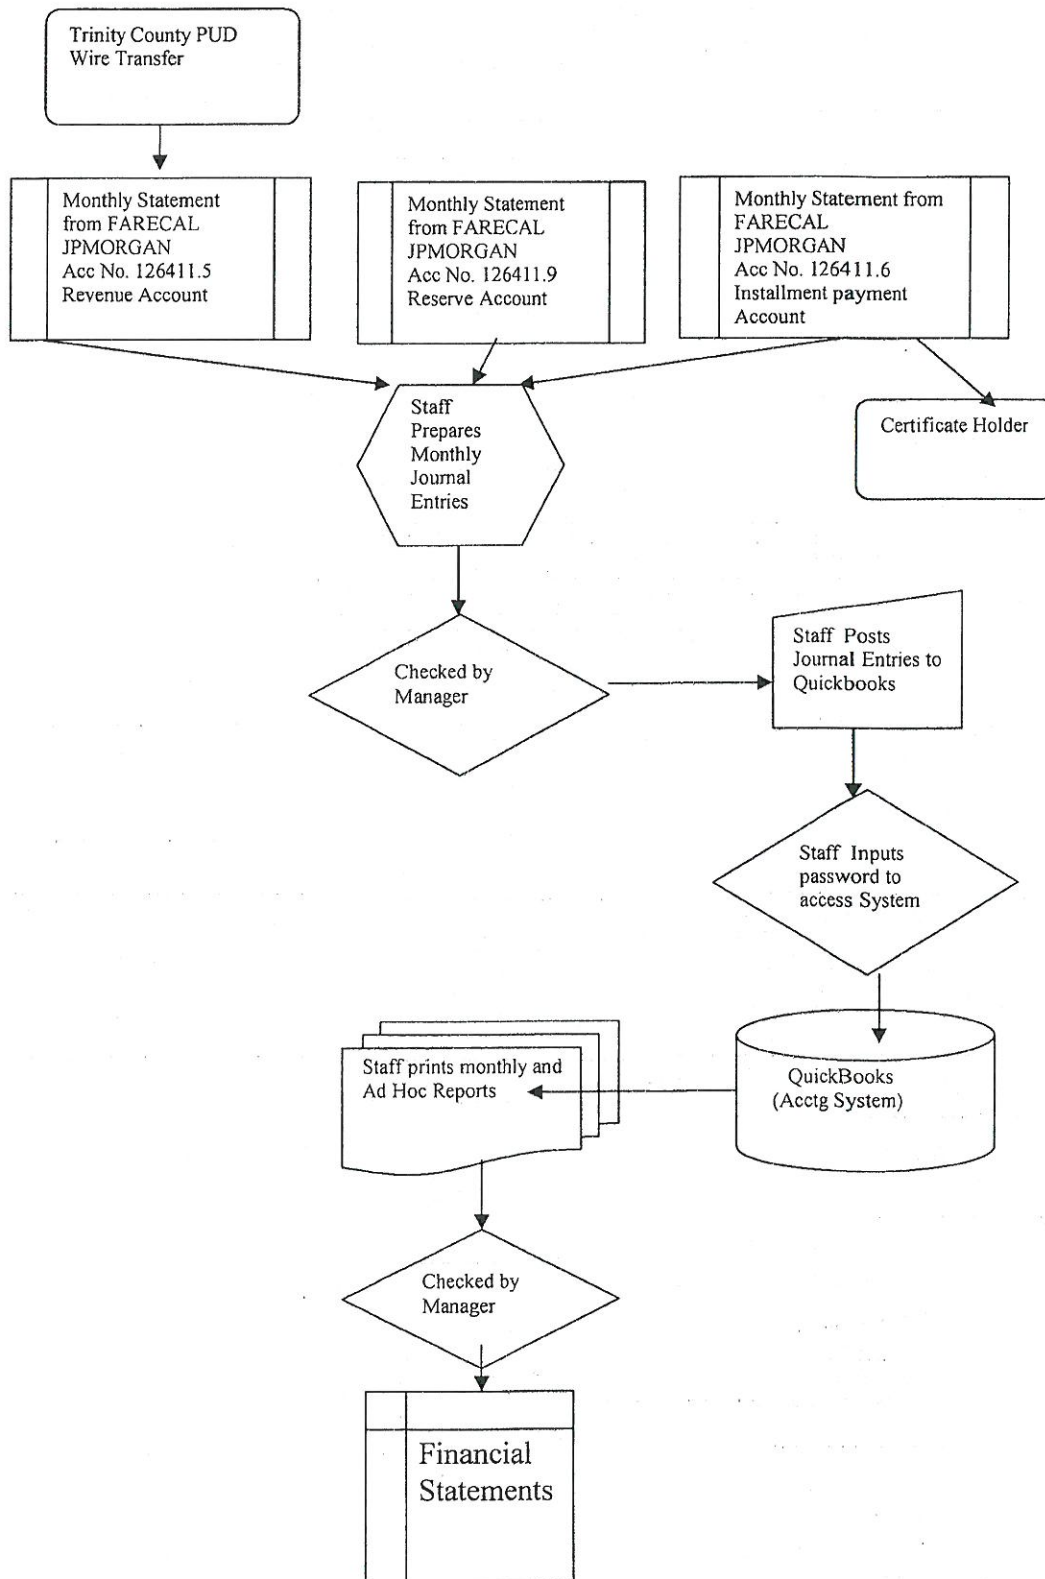 Trinity County PUD
Wire Transfer
Monthly Statement
from FARECAL
JPMORGAN
Acc No. 126411.5
Revenue Account
Monthly Statement
from FARECAL
JPMORGAN
Acc No. 126411.9
Reserve Account
Monthly Statement from
FARECAL
JPMORGAN
Acc No. 126411.6
Installment payment
Account
Staff
Prepares
Monthly
Journal
Entries
Certificate Holder
Checked by
Manager
Staff Posts
Journal Entries to
Quickbooks
Staff Inputs
password to
access System
QuickBooks
(Acctg System)
Staff prints monthly and
Ad Hoc Reports
Checked by
Manager
Financial
Statements